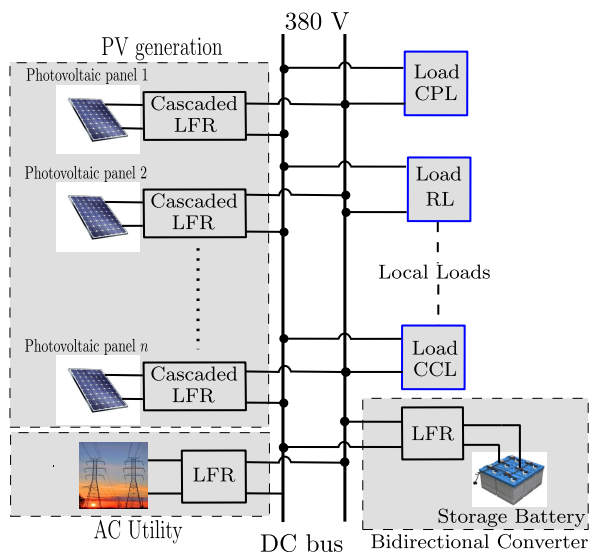 380 V
PV generation
Photovoltaic panel 1
Cascaded
LFR
Load
CPL
Photovoltaic panel 2
Cascaded
LFR
Load
RL
Local Loads
Photovoltaic panel n
Cascaded
LFR
Load
CCL
LFR
LFR
Storage Battery
AC Utility
DC bus
Bidirectional Converter